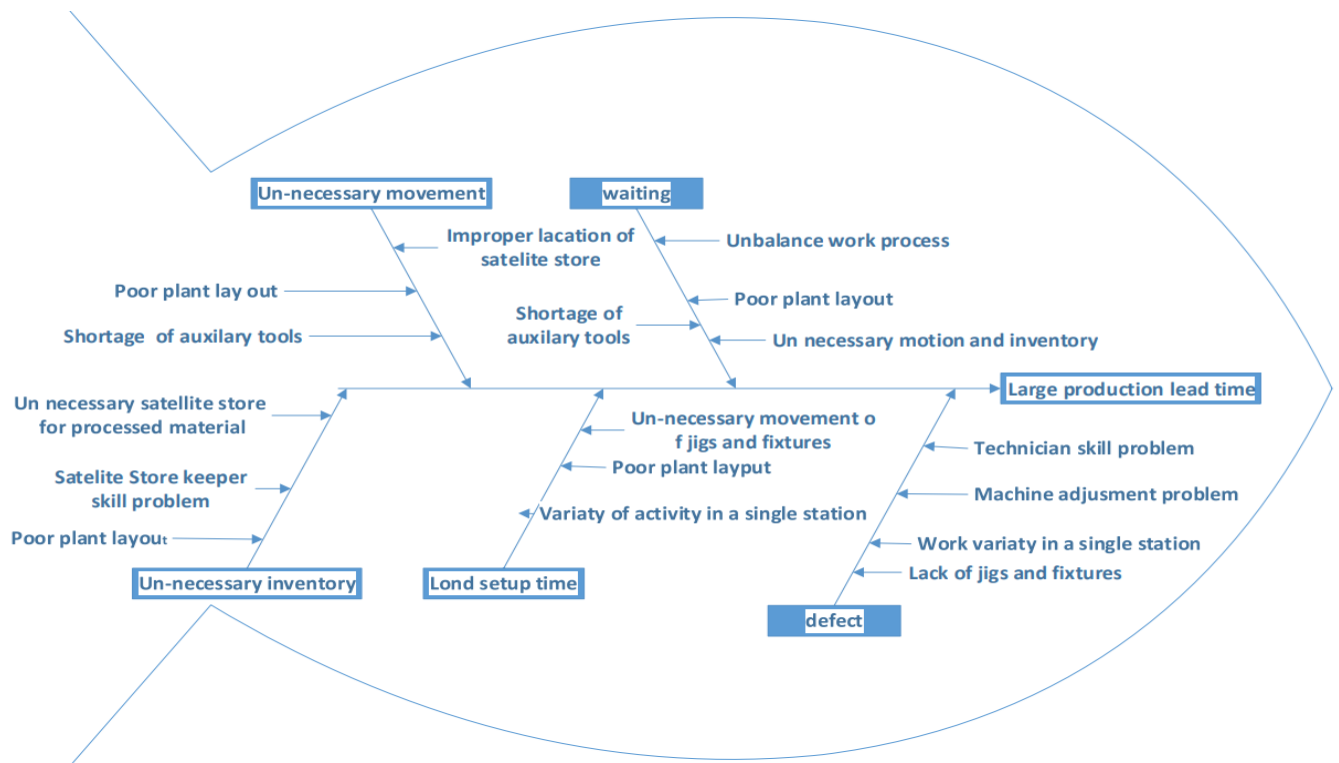 Un-necessary movement
waiting
Improper lacation of
satelite store
Unbalance work process
Poor plant lay out
Poor plant layout
Shortage of
auxilary tools
Shortage of auxilary tools
Un necessary motion and inventory
Large production lead time
Un necessary satellite store
for processed material
Un-necessary movement o
f jigs and fixtures
Technician skill problem
Poor plant layput
Satelite Store keeper
skill problem
Machine adjusment problem
Variaty of activity in a single station
Poor plant layout
Work variaty in a single station
Lack of jigs and fixtures
Un-necessary inventory
Lond setup time
defect